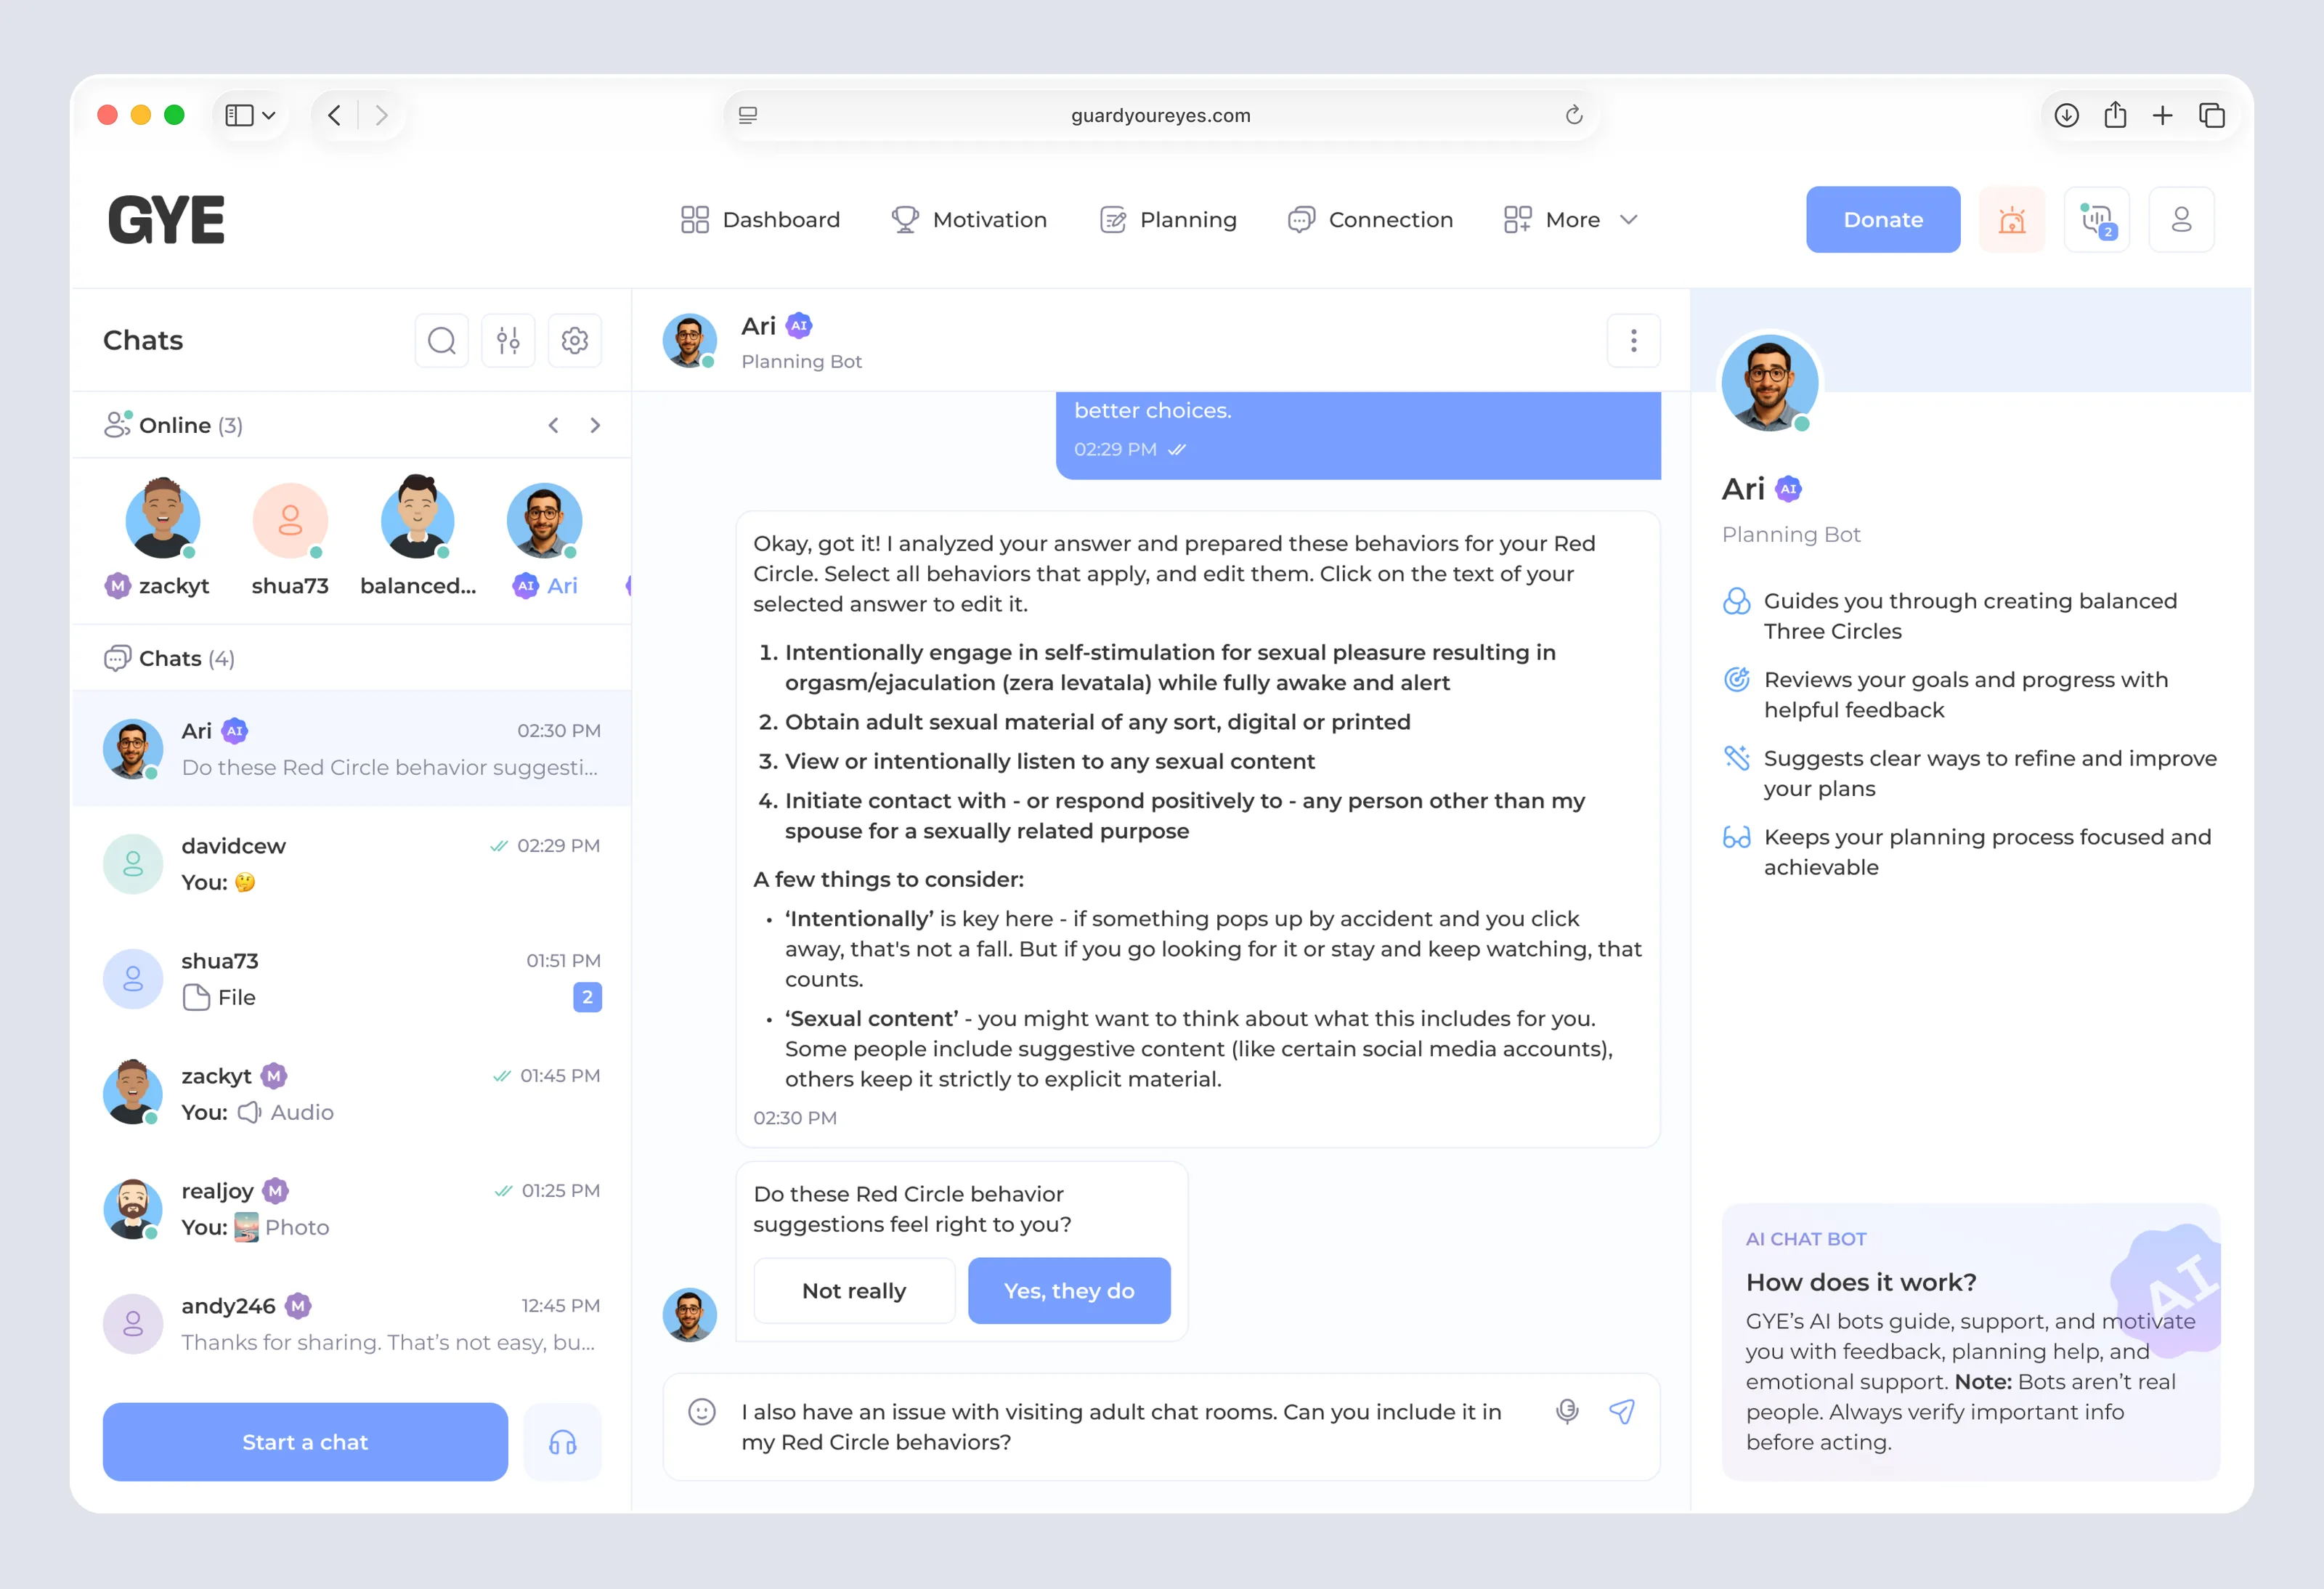 guardyoureyes.com
GYE
Dashboard
Motivation
Planning
Connection
More
Donate
2
Chats
Online (3)
M zackyt
shua73
balanced...
AI Ari
Chats (4)
Ari AI
02:30 PM
Do these Red Circle behavior suggesti...
davidcew
02:29 PM
You: 🤔
shua73
01:51 PM
File
2
zackyt M
01:45 PM
You: Audio
realjoy M
01:25 PM
You: Photo
andy246 M
12:45 PM
Thanks for sharing. That’s not easy, bu...
Start a chat
Ari AI
Planning Bot
better choices.
02:29 PM
Okay, got it! I analyzed your answer and prepared these behaviors for your Red
Circle. Select all behaviors that apply, and edit them. Click on the text of your
selected answer to edit it.
1. Intentionally engage in self-stimulation for sexual pleasure resulting in
orgasm/ejaculation (zera levatala) while fully awake and alert
2. Obtain adult sexual material of any sort, digital or printed
3. View or intentionally listen to any sexual content
4. Initiate contact with - or respond positively to - any person other than my
spouse for a sexually related purpose
A few things to consider:
• ‘Intentionally’ is key here - if something pops up by accident and you click
away, that's not a fall. But if you go looking for it or stay and keep watching, that
counts.
• ‘Sexual content’ - you might want to think about what this includes for you.
Some people include suggestive content (like certain social media accounts),
others keep it strictly to explicit material.
02:30 PM
Do these Red Circle behavior
suggestions feel right to you?
Not really
Yes, they do
I also have an issue with visiting adult chat rooms. Can you include it in
my Red Circle behaviors?
Ari AI
Planning Bot
Guides you through creating balanced
Three Circles
Reviews your goals and progress with
helpful feedback
Suggests clear ways to refine and improve
your plans
Keeps your planning process focused and
achievable
AI CHAT BOT
AI
How does it work?
GYE’s AI bots guide, support, and motivate
you with feedback, planning help, and
emotional support. Note: Bots aren’t real
people. Always verify important info
before acting.